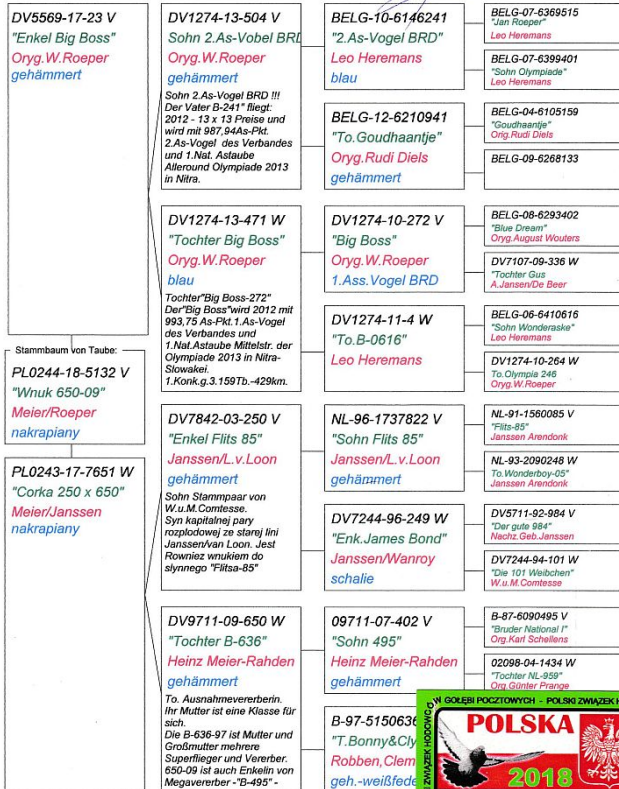 DV5569-17-23 V
"Enkel Big Boss"
Oryg.W.Roeper
gehämmert
Stammbaum von Taube:
PL0244-18-5132 V
"Wnuk 650-09"
Meier/Roeper
nakrapiany
PL0243-17-7651 W
"Corka 250 x 650"
Meier/Janssen
nakrapiany
DV1274-13-504 V
Sohn 2.As-Vobel BRD
Oryg.W.Roeper
gehämmert
Sohn 2.As-Vogel BRD !!!
Der Vater B-241" fliegt:
2012 - 13 x 13 Preise und
wird mit 987,94As-Pkt.
2.As-Vogel des Verbandes
und 1.Nat. Astaube
Alleround Olympiade 2013
in Nitra.
DV1274-13-471 W
"Tochter Big Boss"
Oryg.W.Roeper
blau
Tochter"Big Boss-272"
Der"Big Boss"wird 2012 mit
993,75 As-Pkt.1.As-Vogel
des Verbandes und
1.Nat.Astaube Mittelstr. der
Olympiade 2013 in Nitra-
Slowakei.
1.Konk.g.3.159Tb.-429km.
DV7842-03-250 V
"Enkel Flits 85"
Janssen/L.v.Loon
gehämmert
Sohn Stammpaar von
W.u.M.Comtesse.
Syn kapitalnej pary
rozplodowej ze starej lini
Janssen/van Loon. Jest
Rowniez wnukiem do
slynnego "Flitsa-85"
DV9711-09-650 W
"Tochter B-636"
Heinz Meier-Rahden
gehämmert
To. Ausnahmevererberin.
Ihr Mutter ist eine Klasse für
sich.
Die B-636-97 ist Mutter und
Großmutter mehrere
Superflieger und Vererber.
650-09 ist auch Enkelin von
Megavererber -"B-495" -
BELG-10-6146241
"2.As-Vogel BRD"
Leo Heremans
blau
BELG-12-6210941
"To.Goudhaantje"
Oryg.Rudi Diels
gehämmert
DV1274-10-272 V
"Big Boss"
Oryg.W.Roeper
1.Ass.Vogel BRD
DV1274-11-4 W
"To.B-0616"
Leo Heremans
NL-96-1737822 V
"Sohn Flits 85"
Janssen/L.v.Loon
gehämmert
DV7244-96-249 W
"Enk.James Bond"
Janssen/Wanroy
schalie
09711-07-402 V
"Sohn 495"
Heinz Meier-Rahden
gehämmert
B-97-5150636
"T.Bonny&Cly
Robben,Clem
geh.-weißfede
BELG-07-6369515
"Jan Roeper"
Leo Heremans
BELG-07-6399401
"Sohn Olympiade"
Leo Heremans
BELG-04-6105159
"Goudhaantje"
Orig.Rudi Diels
BELG-09-6268133
BELG-08-6293402
"Blue Dream"
Oryg.August Wouters
DV7107-09-336 W
"Tochter Gus
A.Jansen/De Beer
BELG-06-6410616
"Sohn Wonderaske"
Leo Heremans
DV1274-10-264 W
To.Olympia 246
Oryg.W.Roeper
NL-91-1560085 V
"Flits-85"
Janssen Arendonk
NL-93-2090248 W
"To.Wonderboy-05"
Janssen Arendonk
DV5711-92-984 V
"Der gute 984"
Nachz.Geb.Janssen
DV7244-94-101 W
"Die 101 Weibchen"
W.u.M.Comtesse
B-87-6090495 V
"Bruder National I"
Org.Karl Schellens
02098-04-1434 W
"Tochter NL-959"
Org.Günter Prange
ZWIĄZEK HODOWCÓW GOŁĘBI POCZTOWYCH - POLSKI ZWIĄZEK H
POLSKA
2018